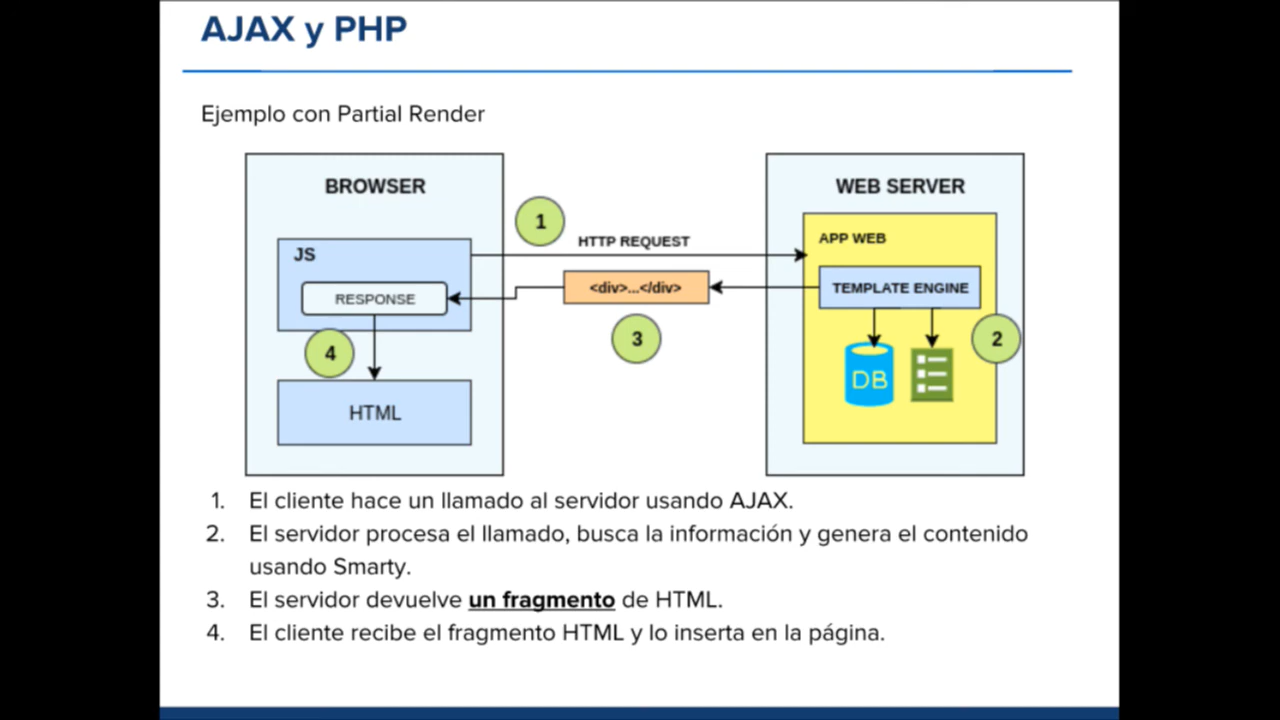 AJAX y PHP
Ejemplo con Partial Render
BROWSER
WEB SERVER
1
HTTP REQUEST
APP WEB
JS
RESPONSE
<div>...</div>
TEMPLATE ENGINE
4
3
2
DB
HTML
1. El cliente hace un llamado al servidor usando AJAX.
2. El servidor procesa el llamado, busca la información y genera el contenido
usando Smarty.
3. El servidor devuelve un fragmento de HTML.
4. El cliente recibe el fragmento HTML y lo inserta en la página.